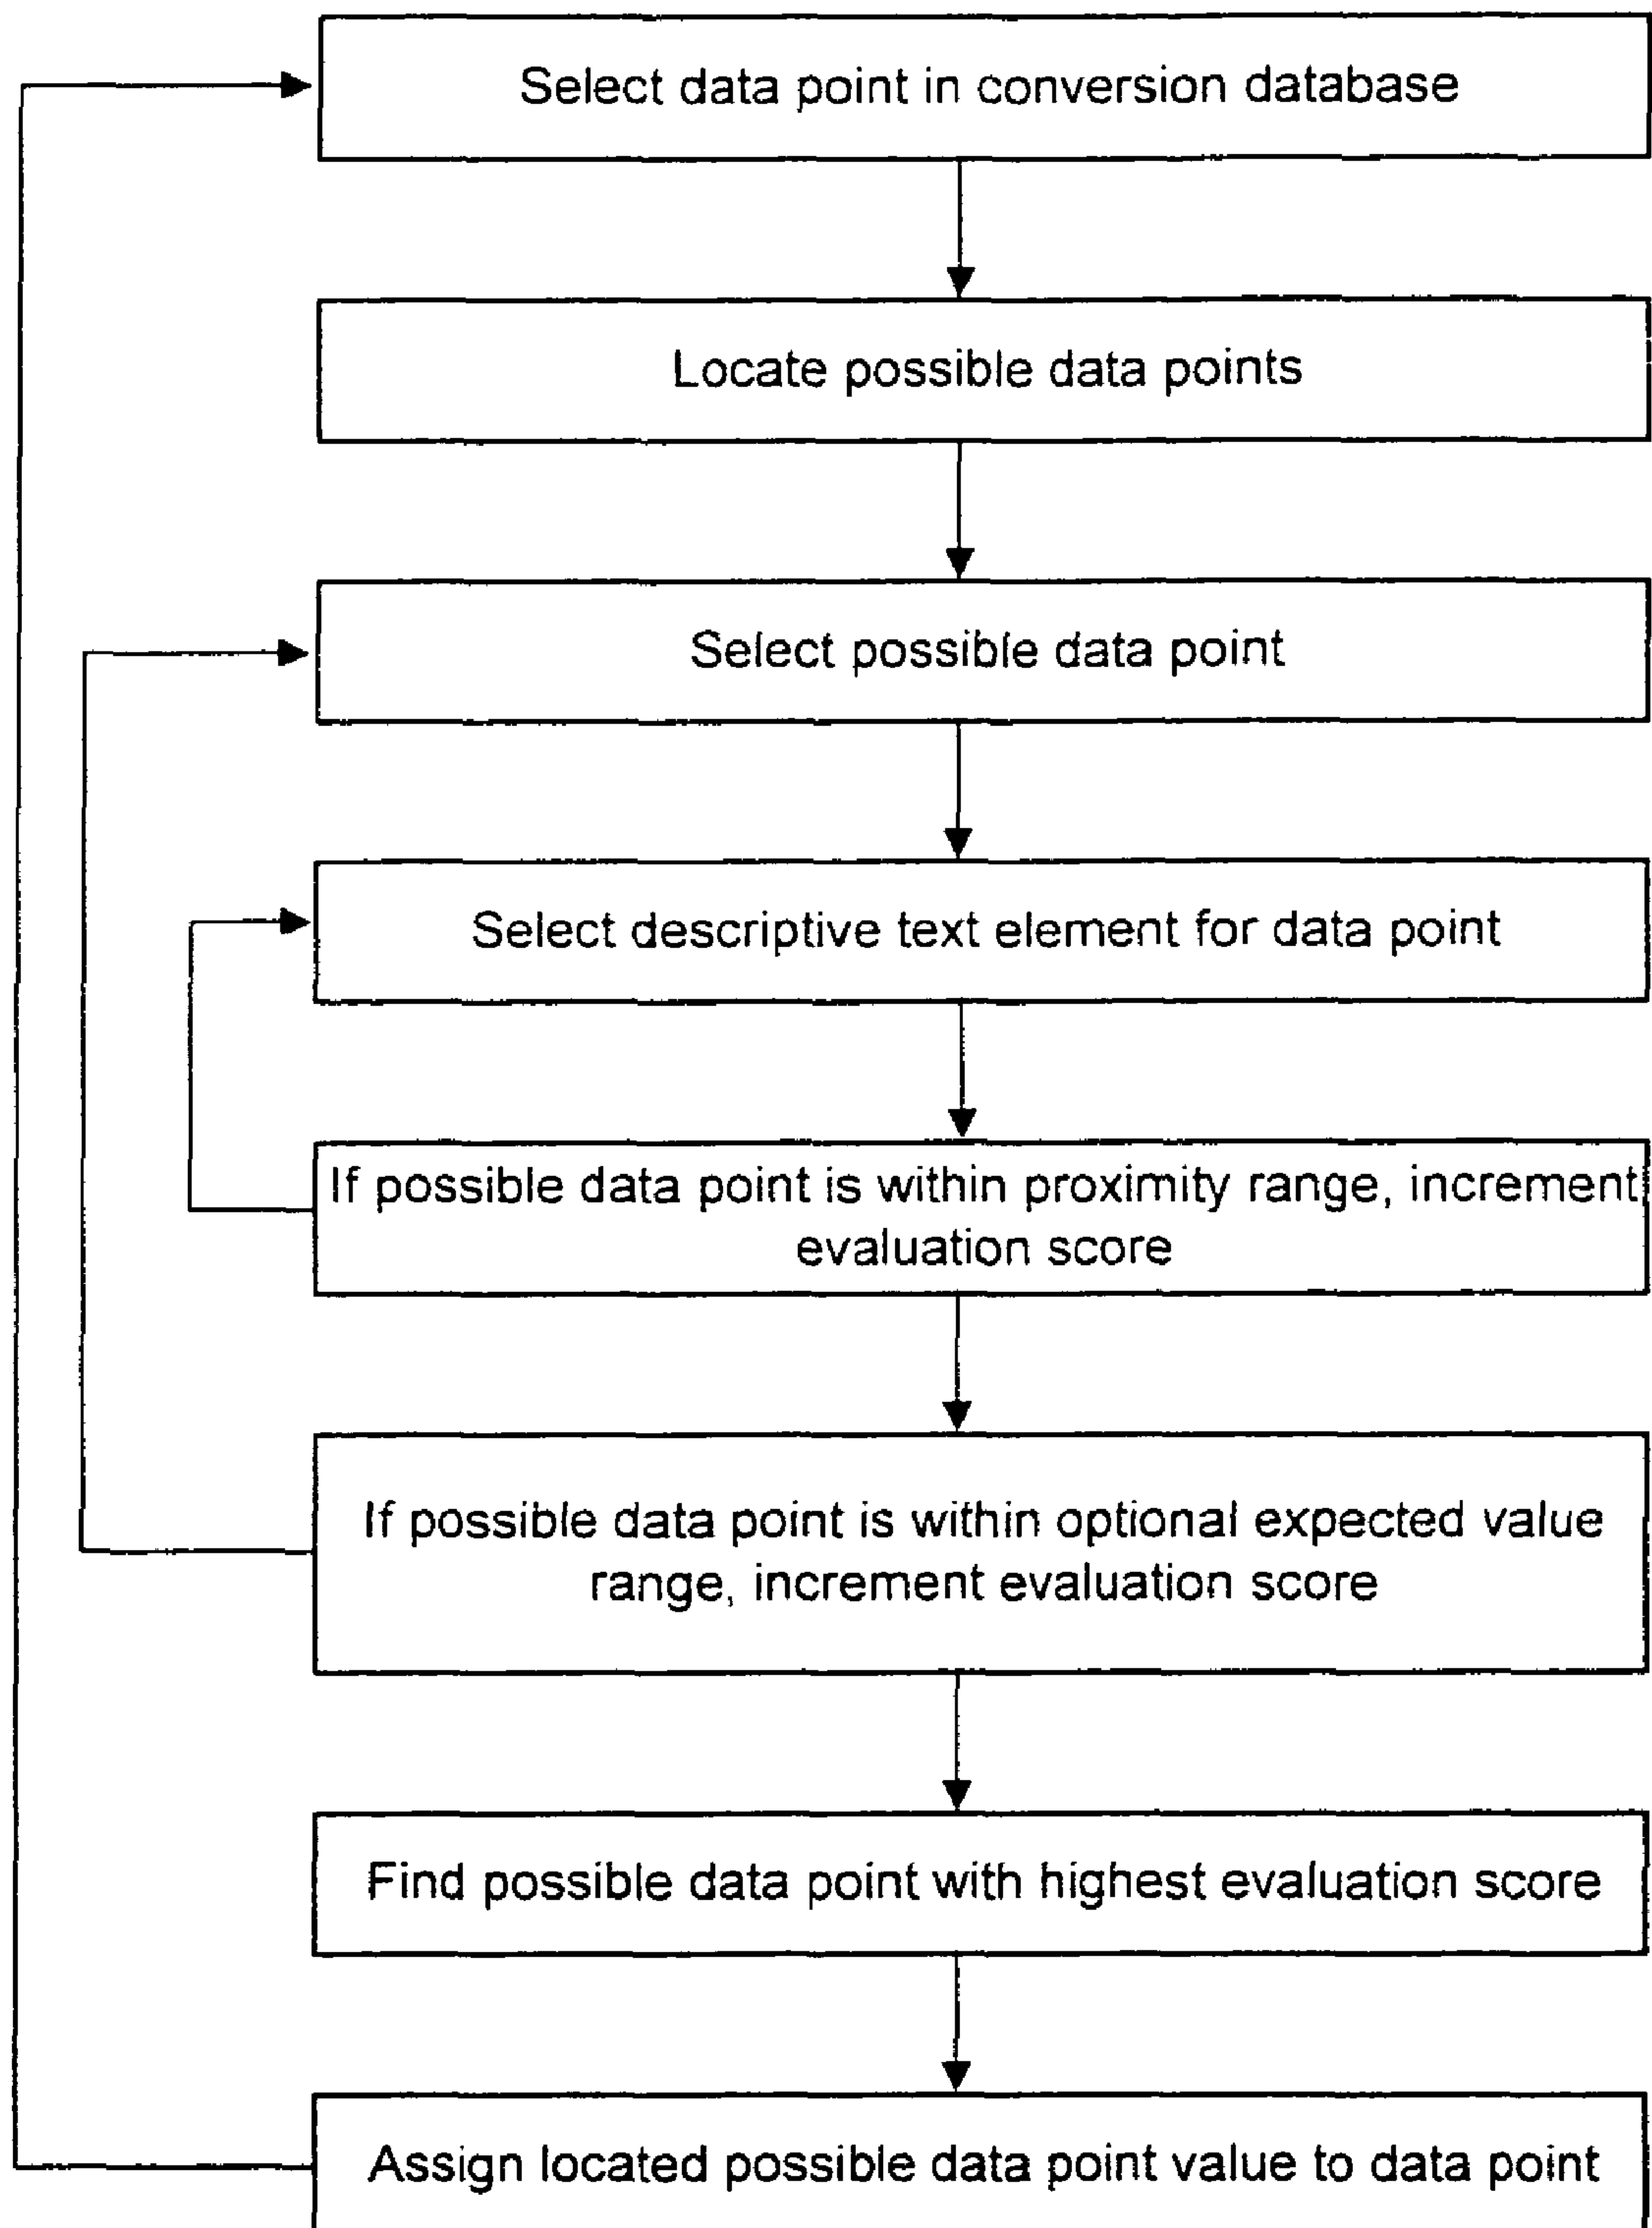 Select data point in conversion database
Locate possible data points
Select possible data point
Select descriptive text element for data point
If possible data point is within proximity range, increment
evaluation score
If possible data point is within optional expected value
range, increment evaluation score
Find possible data point with highest evaluation score
Assign located possible data point value to data point